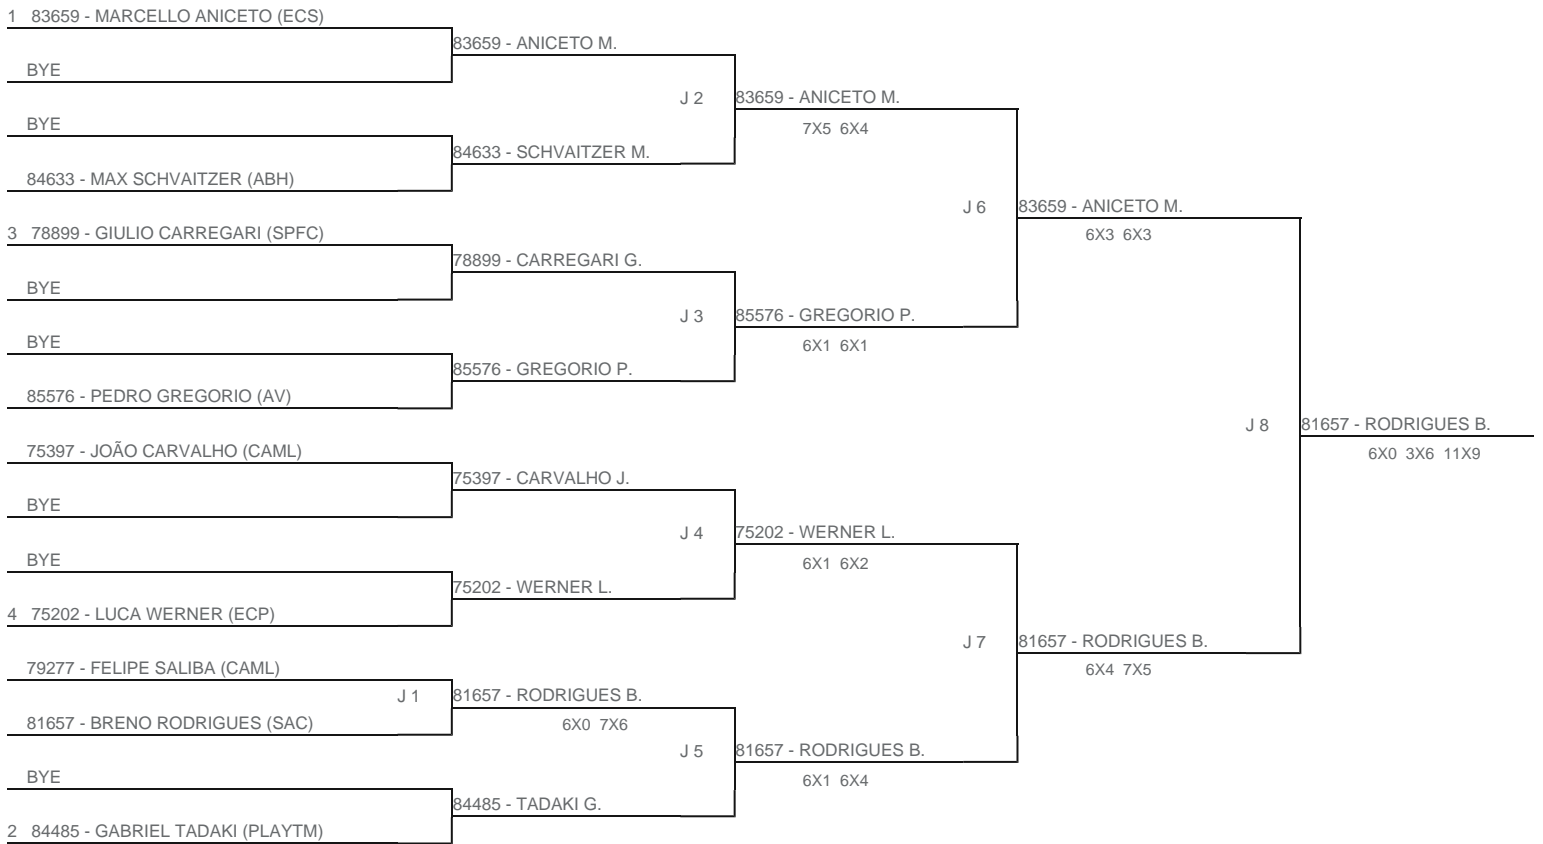 1 83659 - MARCELLO ANICETO (ECS)
83659 - ANICETO M.
BYE
J 2
83659 - ANICETO M.
7X5 6X4
BYE
84633 - SCHVAITZER M.
84633 - MAX SCHVAITZER (ABH)
J 6
83659 - ANICETO M.
6X3 6X3
3 78899 - GIULIO CARREGARI (SPFC)
78899 - CARREGARI G.
BYE
J 3
85576 - GREGORIO P.
6X1 6X1
BYE
85576 - GREGORIO P.
85576 - PEDRO GREGORIO (AV)
J 8
81657 - RODRIGUES B.
6X0 3X6 11X9
75397 - JOÃO CARVALHO (CAML)
75397 - CARVALHO J.
BYE
J 4
75202 - WERNER L.
6X1 6X2
BYE
75202 - WERNER L.
4 75202 - LUCA WERNER (ECP)
J 7
81657 - RODRIGUES B.
6X4 7X5
79277 - FELIPE SALIBA (CAML)
J 1
81657 - RODRIGUES B.
6X0 7X6
81657 - BRENO RODRIGUES (SAC)
J 5
81657 - RODRIGUES B.
6X1 6X4
BYE
84485 - TADAKI G.
2 84485 - GABRIEL TADAKI (PLAYTM)